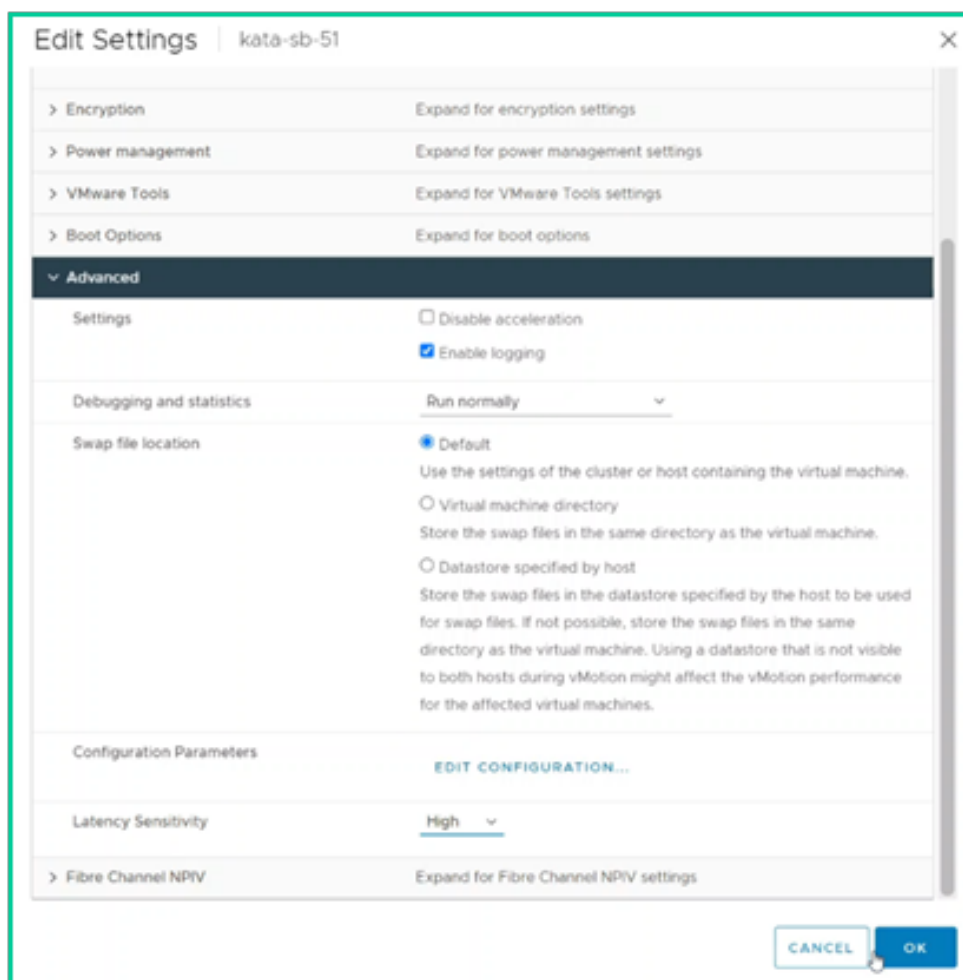 Edit Settings kata-sb-51
Encryption Expand for encryption settings
Power management Expand for power management settings
VMware Tools Expand for VMware Tools settings
Boot Options Expand for boot options
Advanced
Settings Disable acceleration
Enable logging
Debugging and statistics Run normally
Swap file location Default
Use the settings of the cluster or host containing the virtual machine.
Virtual machine directory
Store the swap files in the same directory as the virtual machine.
Datastore specified by host
Store the swap files in the datastore specified by the host to be used
for swap files. If not possible, store the swap files in the same
directory as the virtual machine. Using a datastore that is not visible
to both hosts during vMotion might affect the vMotion performance
for the affected virtual machines.
Configuration Parameters EDIT CONFIGURATION...
Latency Sensitivity High
Fibre Channel NPIV Expand for Fibre Channel NPIV settings
CANCEL OK